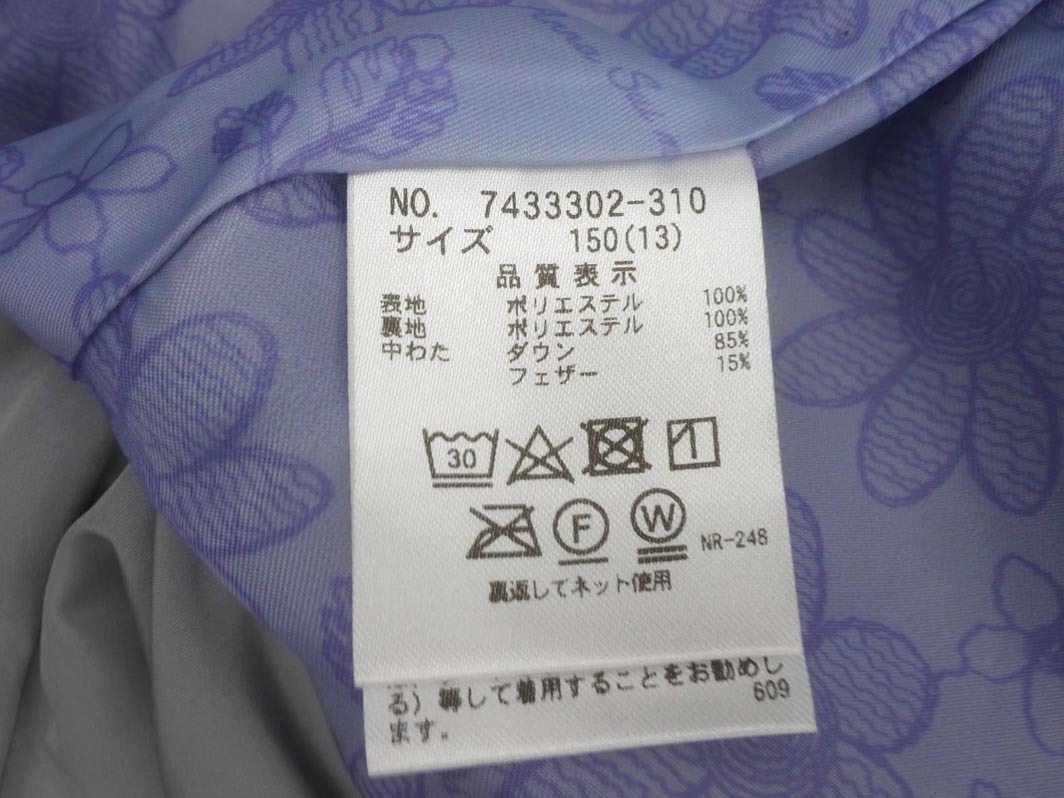 Anna Su
NO. 7433302-310
サイズ 150(13)
品質表示
表地 ポリエステル 100%
裏地 ポリエステル 100%
中わた ダウン 85%
フェザー 15%
30
F
W
NR-248
裏返してネット使用
る）等して着用することをお勧めし
ます。
609